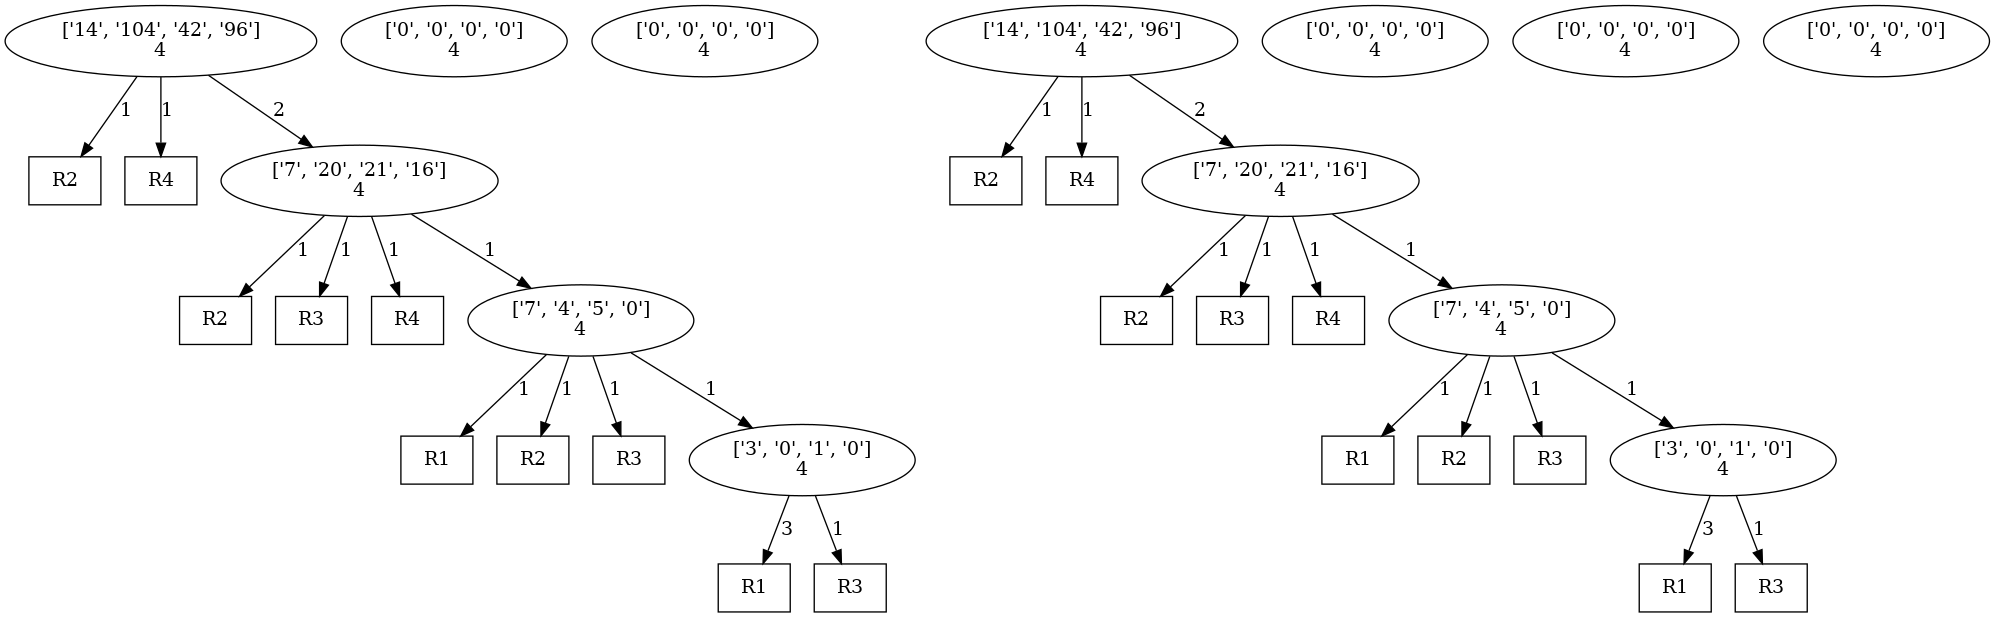 ['14', '104', '42', '96']
4
['0', '0', '0', '0']
4
['0', '0', '0', '0']
4
['14', '104', '42', '96']
4
['0', '0', '0', '0']
4
['0', '0', '0', '0']
4
['0', '0', '0', '0']
4
1
1
2
1
1
2
R2
R4
['7', '20', '21', '16']
4
R2
R4
['7', '20', '21', '16']
4
1
1
1
1
1
1
1
1
R2
R3
R4
['7', '4', '5', '0']
4
R2
R3
R4
['7', '4', '5', '0']
4
1
1
1
1
1
1
1
1
R1
R2
R3
['3', '0', '1', '0']
4
R1
R2
R3
['3', '0', '1', '0']
4
3
1
3
1
R1
R3
R1
R3